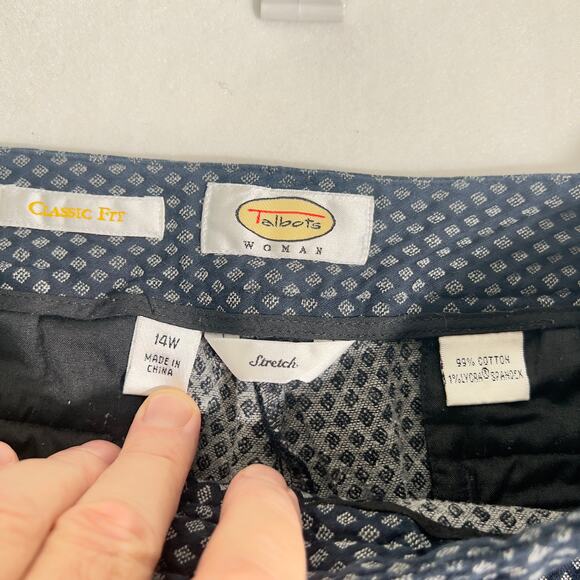 CLASSIC FIT
Talbots
WOMAN
14W
MADE IN
CHINA
Stretch
99% COTTON
1% LYCRA® SPANDEX